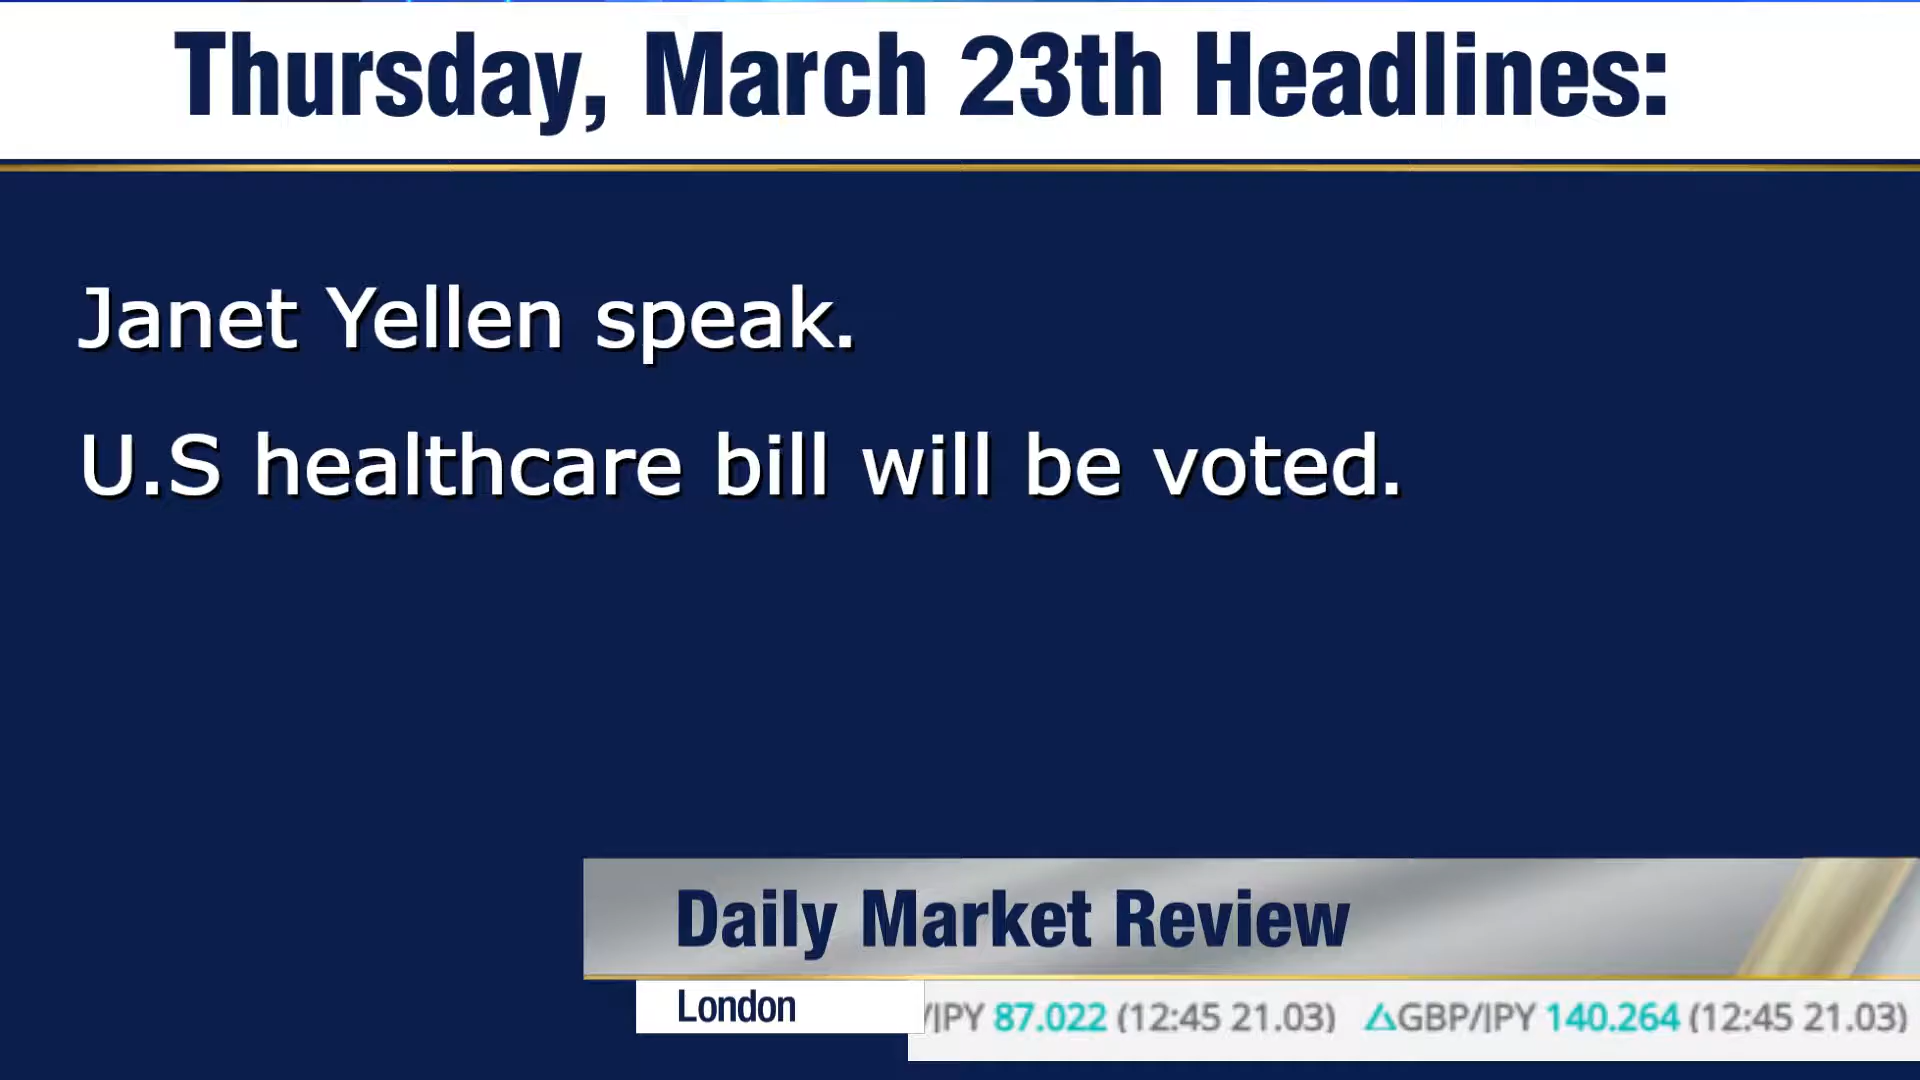 Thursday, March 23th Headlines:
Janet Yellen speak.
U.S healthcare bill will be voted.
Daily Market Review
London
/JPY 87.022 (12:45 21.03) △GBP/JPY 140.264 (12:45 21.03)